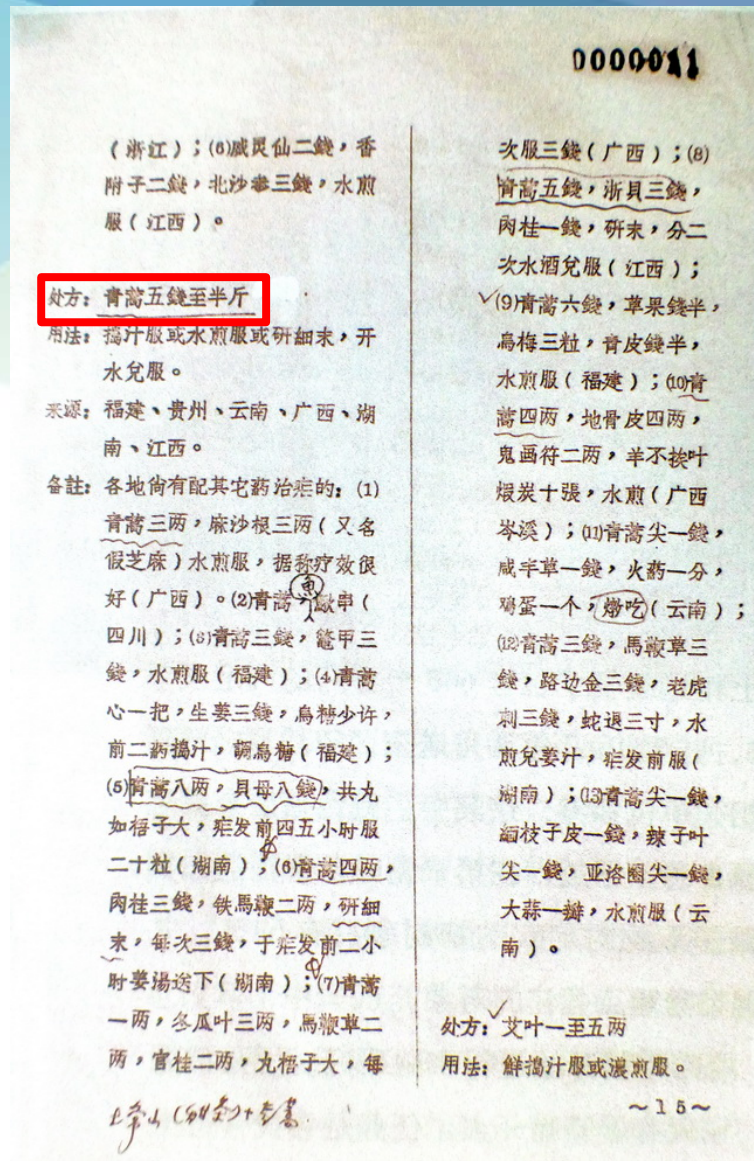 0000011
(浙江)；(6)威灵仙二錢，香
附子二錢，北沙参三錢，水煎
服(江西)。
处方：青蒿五錢至半斤
用法：捣汁服或水煎服或研細末，开
水兌服。
来源：福建、贵州、云南、广西、湖
南、江西。
备註：各地尚有配其它葯治疟的：(1)
青蒿三两，麻沙根三两(又名
假芝麻)水煎服，据称疗效很
好(广西)。(2)青蒿，魚鰍串(
四川)；(3)青蒿三錢，鳖甲三
錢，水煎服(福建)；(4)青蒿
心一把，生姜三錢，烏糖少许，
前二葯捣汁，調烏糖(福建)；
(5)青蒿八两，貝母八錢，共丸
如梧子大，疟发前四五小时服
二十粒(湖南)；(6)青蒿四两，
肉桂三錢，铁馬鞭二两，研細
末，每次三錢，于疟发前二小
时姜湯送下(湖南)；(7)青蒿
一两，冬瓜叶三两，馬鞭草二
两，官桂二两，丸梧子大，每
次服三錢(广西)；(8)
青蒿五錢，浙貝三錢，
肉桂一錢，研末，分二
次水酒兌服(江西)；
(9)青蒿六錢，草果錢半，
烏梅三粒，青皮錢半，
水煎服(福建)；(10)青
蒿四两，地骨皮四两，
鬼画符二两，羊不挨叶
煅炭十張，水煎(广西
岑溪)；(11)青蒿尖一錢，
咸芋草一錢，火葯一分，
鸡蛋一个，吃(云南)；
(12)青蒿三錢，馬鞭草三
錢，路边金三錢，老虎
刺三錢，蛇退三寸，水
煎兌姜汁，疟发前服(
湖南)；(13)青蒿尖一錢，
緬枝子皮一錢，辣子叶
尖一錢，亚洛圈尖一錢，
大蒜一瓣，水煎服(云
南)。
处方：艾叶一至五两
用法：鮮捣汁服或濃煎服。
～15～